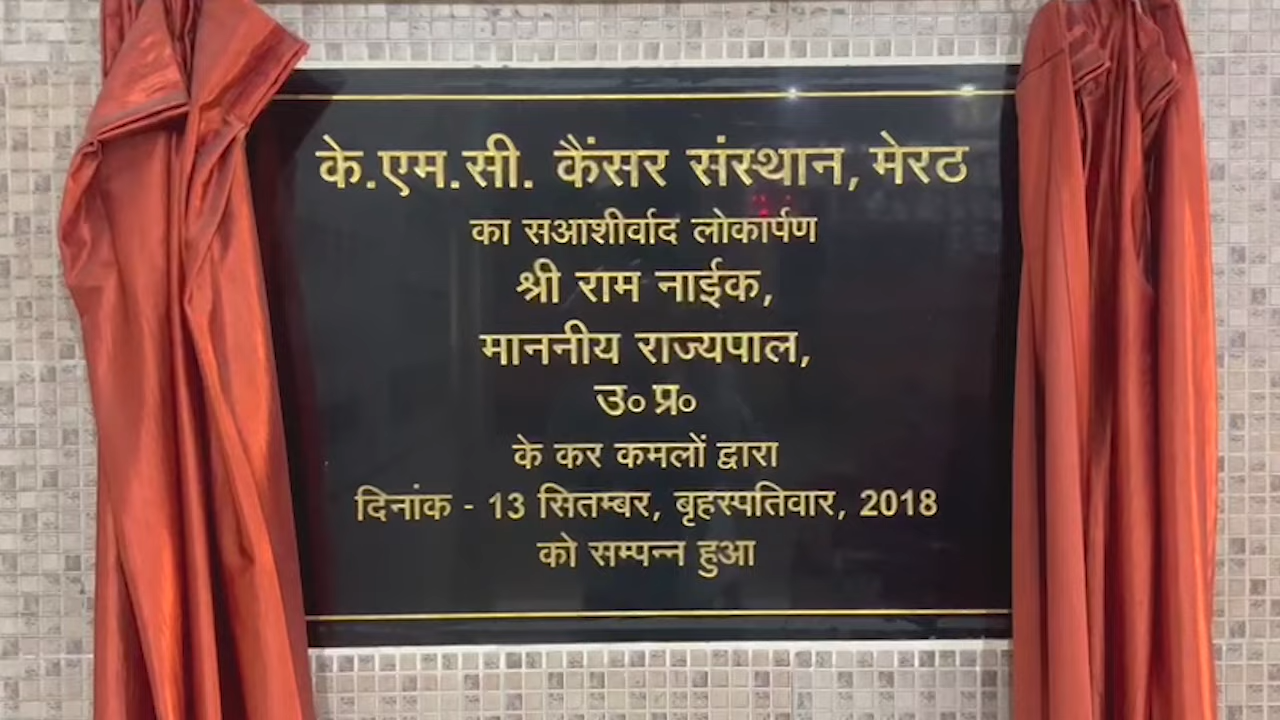 के.एम.सी. कैंसर संस्थान, मेरठ
का सआशीर्वाद लोकार्पण
श्री राम नाईक,
माननीय राज्यपाल,
उ० प्र०
के कर कमलों द्वारा
दिनांक - 13 सितम्बर, बृहस्पतिवार, 2018
को सम्पन्न हुआ